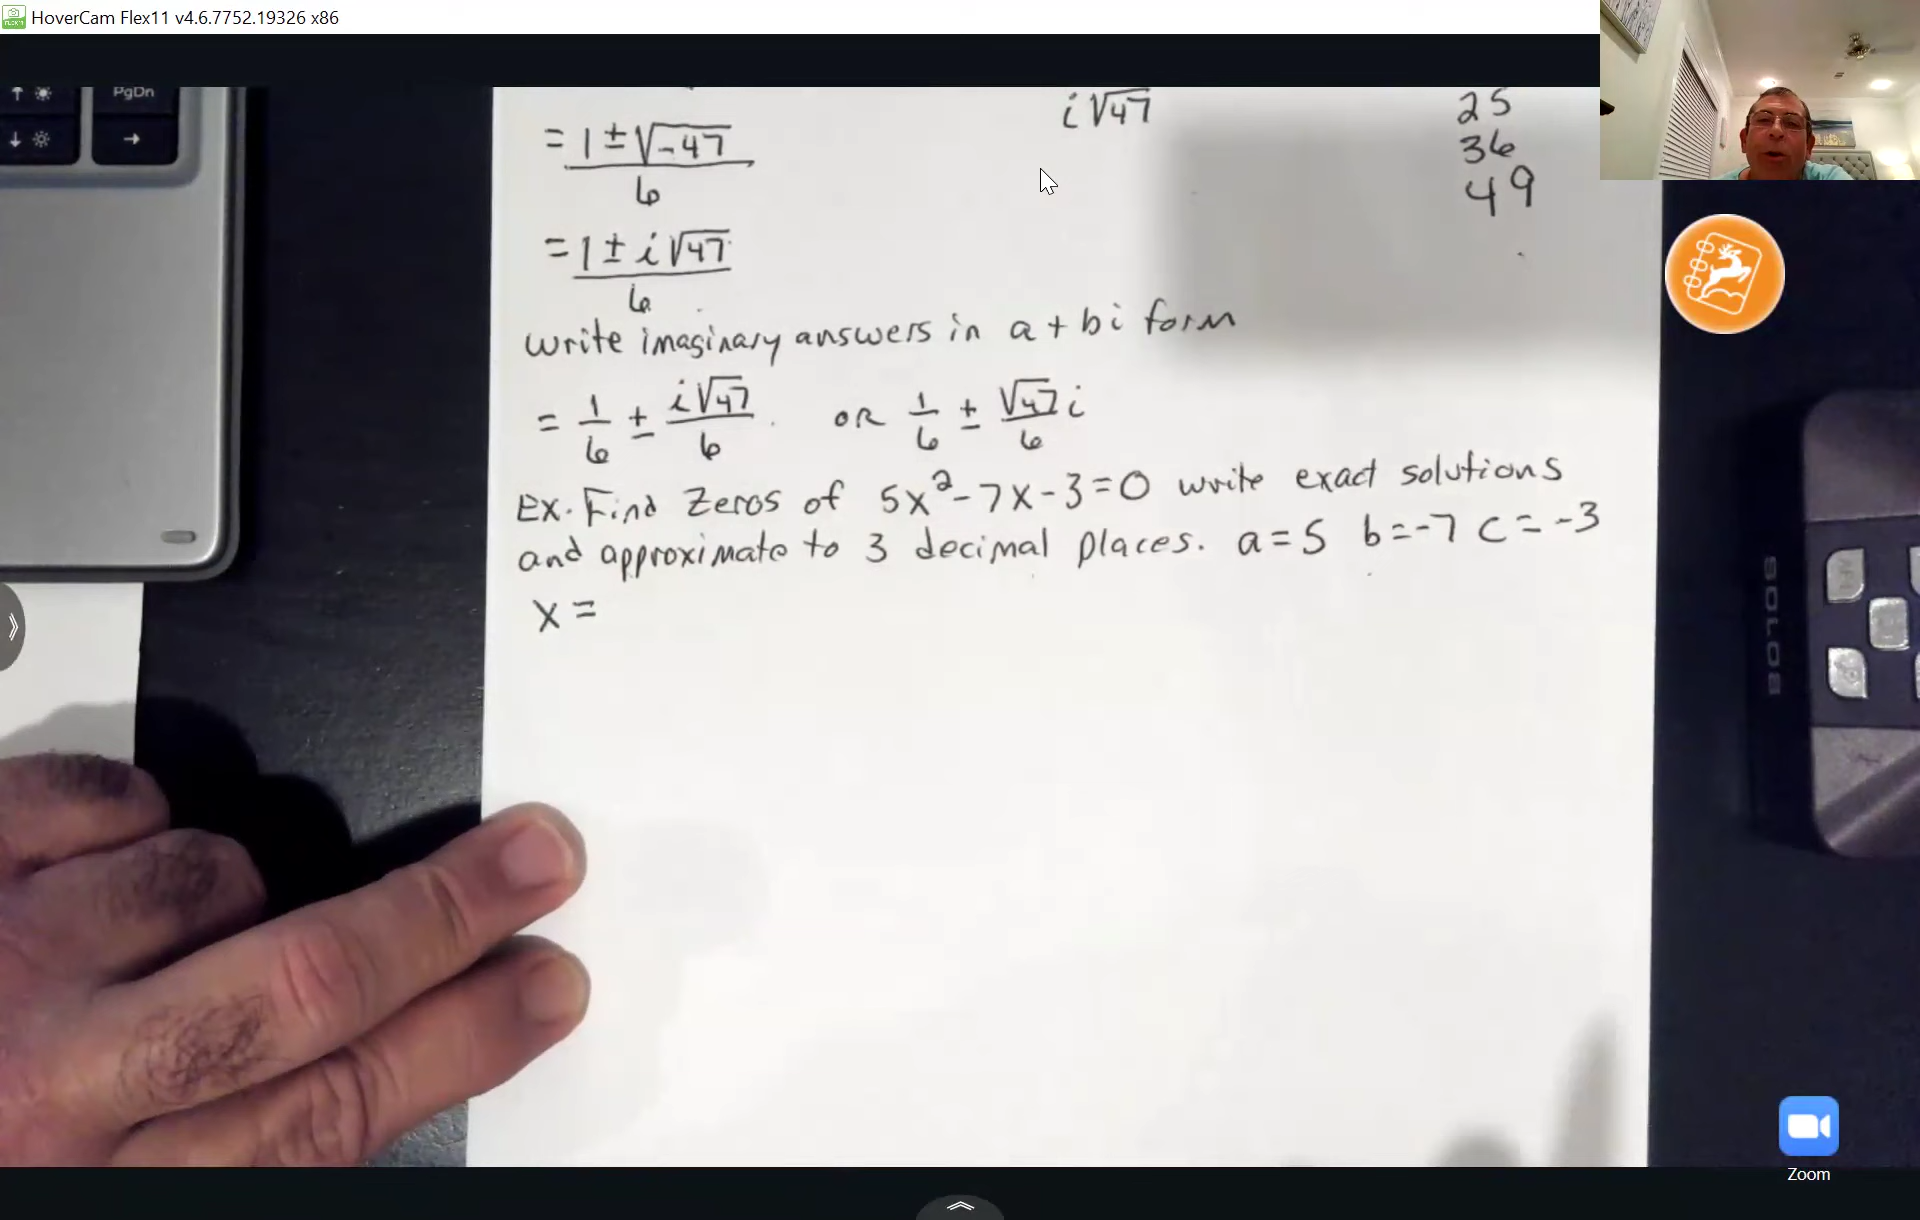 HoverCam Flex11 v4.6.7752.19326 x86
PgDn
i√47
25
36
49
= 1 ± √-47
6
= 1 ± i√47
6
write imaginary answers in a + bi form
= 1/6 ± i√47/6 OR 1/6 ± √47/6 i
Ex. Find Zeros of 5x² - 7x - 3 = 0 write exact solutions
and approximate to 3 decimal places. a = 5 b = -7 c = -3
x =
SOLO8
Zoom